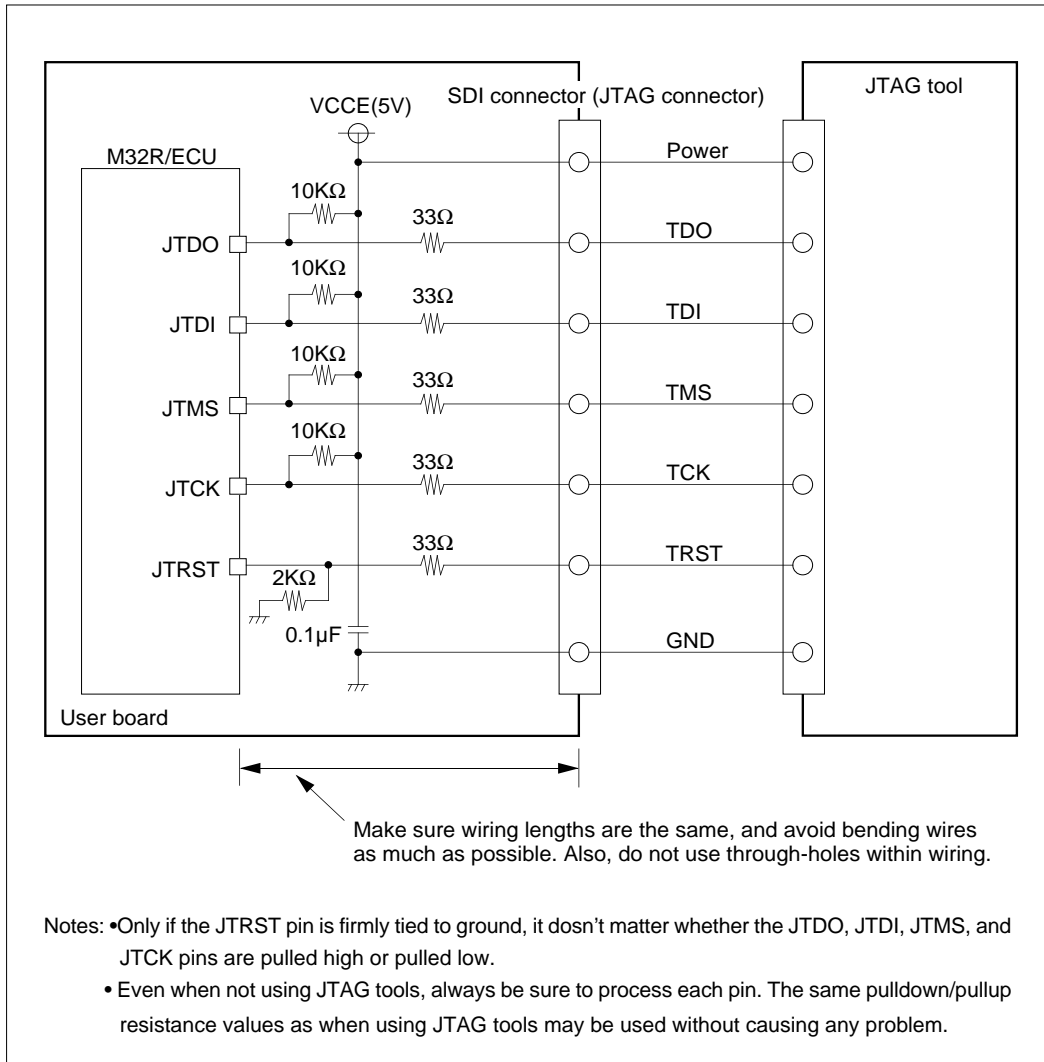 SDI connector (JTAG connector)
JTAG tool
VCCE(5V)
M32R/ECU
Power
10KΩ
33Ω
JTDO
TDO
10KΩ
33Ω
JTDI
TDI
10KΩ
33Ω
JTMS
TMS
10KΩ
33Ω
JTCK
TCK
33Ω
JTRST
TRST
2KΩ
0.1µF
GND
User board
Make sure wiring lengths are the same, and avoid bending wires
as much as possible. Also, do not use through-holes within wiring.
Notes: •Only if the JTRST pin is firmly tied to ground, it dosn't matter whether the JTDO, JTDI, JTMS, and
JTCK pins are pulled high or pulled low.
• Even when not using JTAG tools, always be sure to process each pin. The same pulldown/pullup
resistance values as when using JTAG tools may be used without causing any problem.